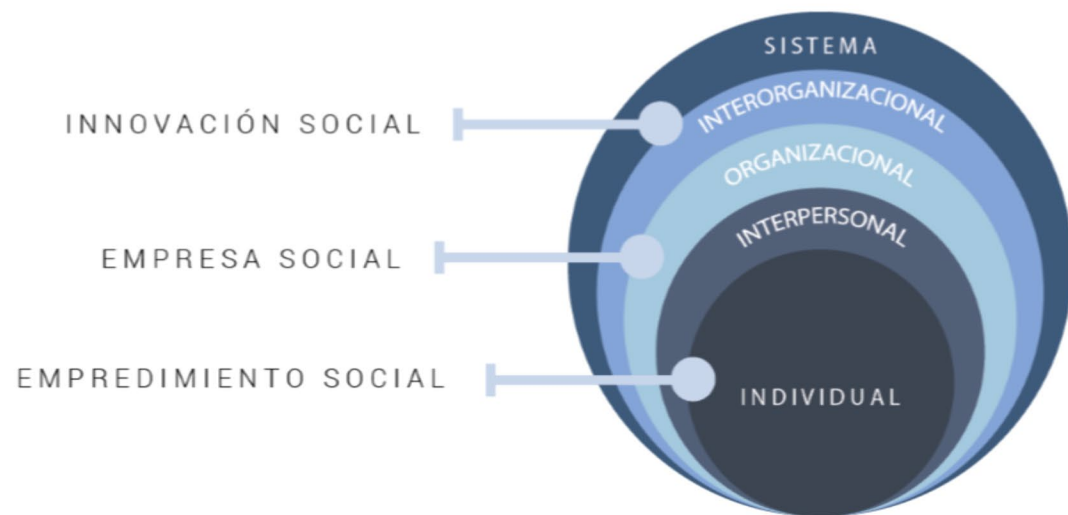 SISTEMA
INTERORGANIZACIONAL
INNOVACIÓN SOCIAL
ORGANIZACIONAL
INTERPERSONAL
EMPRESA SOCIAL
EMPREDIMIENTO SOCIAL
INDIVIDUAL